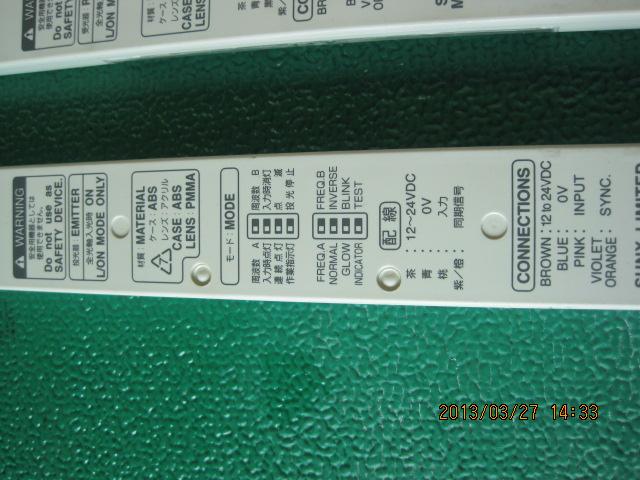 ⚠ WARNING
安全用機器としては
使用できません。
Do not use as
SAFETY DEVICE.
投光器: EMITTER
全光軸入光時 ON
L/ON MODE ONLY
材質 MATERIAL
ケース: ABS
レンズ: アクリル
CASE: ABS
LENS: PMMA
モード: MODE
周波数 A 周波数 B
入力時点灯 入力時消灯
連続点灯 点 滅
作業指示灯 投光停止
FREQ.A FREQ.B
NORMAL INVERSE
GLOW BLINK
INDICATOR TEST
配線
茶 : 12~24VDC
青 : 0V
桃 : 入力
紫/橙 : 同期信号
CONNECTIONS
BROWN: 12 to 24VDC
BLUE: 0V
PINK: INPUT
VIOLET
ORANGE: SYNC.
2013/03/27 14:33